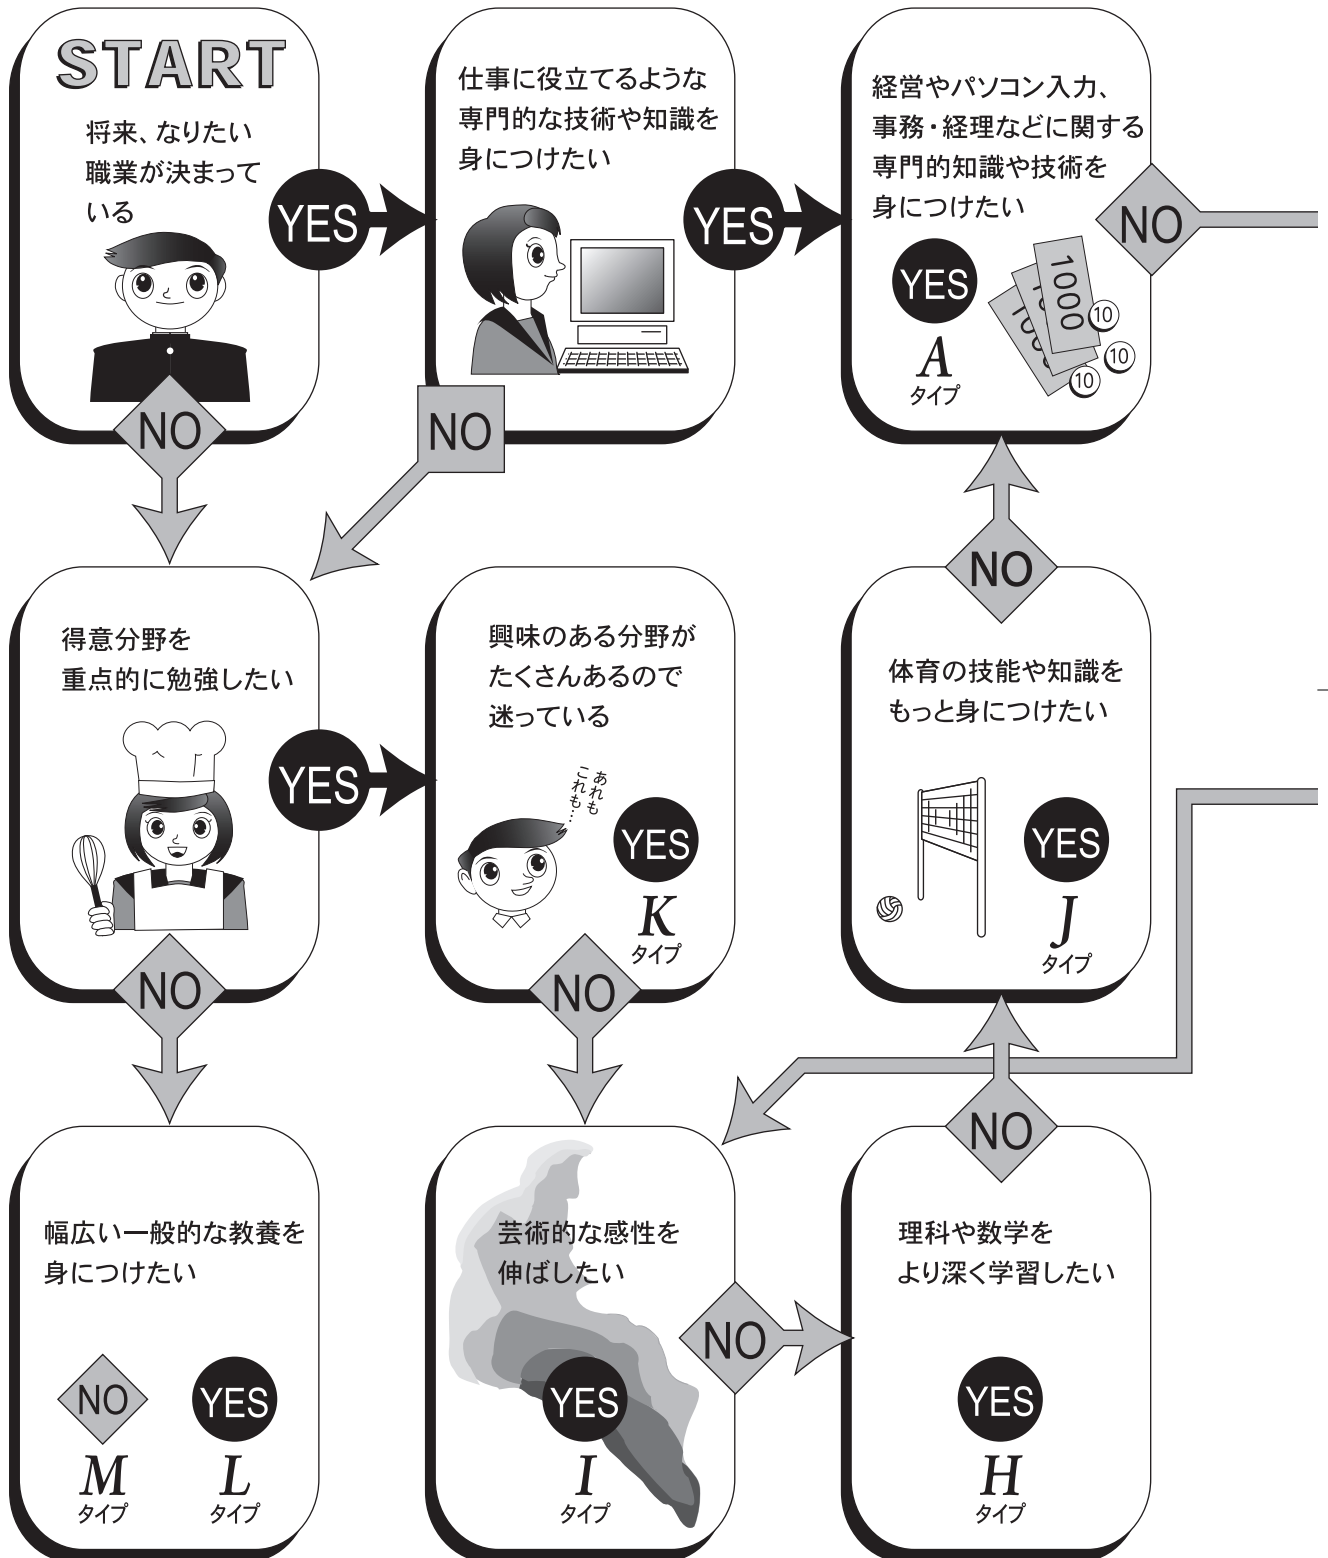 START
将来、なりたい
職業が決まって
いる
YES
NO
仕事に役立てるような
専門的な技術や知識を
身につけたい
YES
NO
経営やパソコン入力、
事務・経理などに関する
専門的知識や技術を
身につけたい
YES
A
タイプ
NO
1000
10
10
10
得意分野を
重点的に勉強したい
YES
NO
興味のある分野が
たくさんあるので
迷っている
あれも
これも…
YES
K
タイプ
NO
体育の技能や知識を
もっと身につけたい
YES
J
タイプ
NO
幅広い一般的な教養を
身につけたい
NO
M
タイプ
YES
L
タイプ
芸術的な感性を
伸ばしたい
YES
I
タイプ
NO
理科や数学を
より深く学習したい
YES
H
タイプ
NO